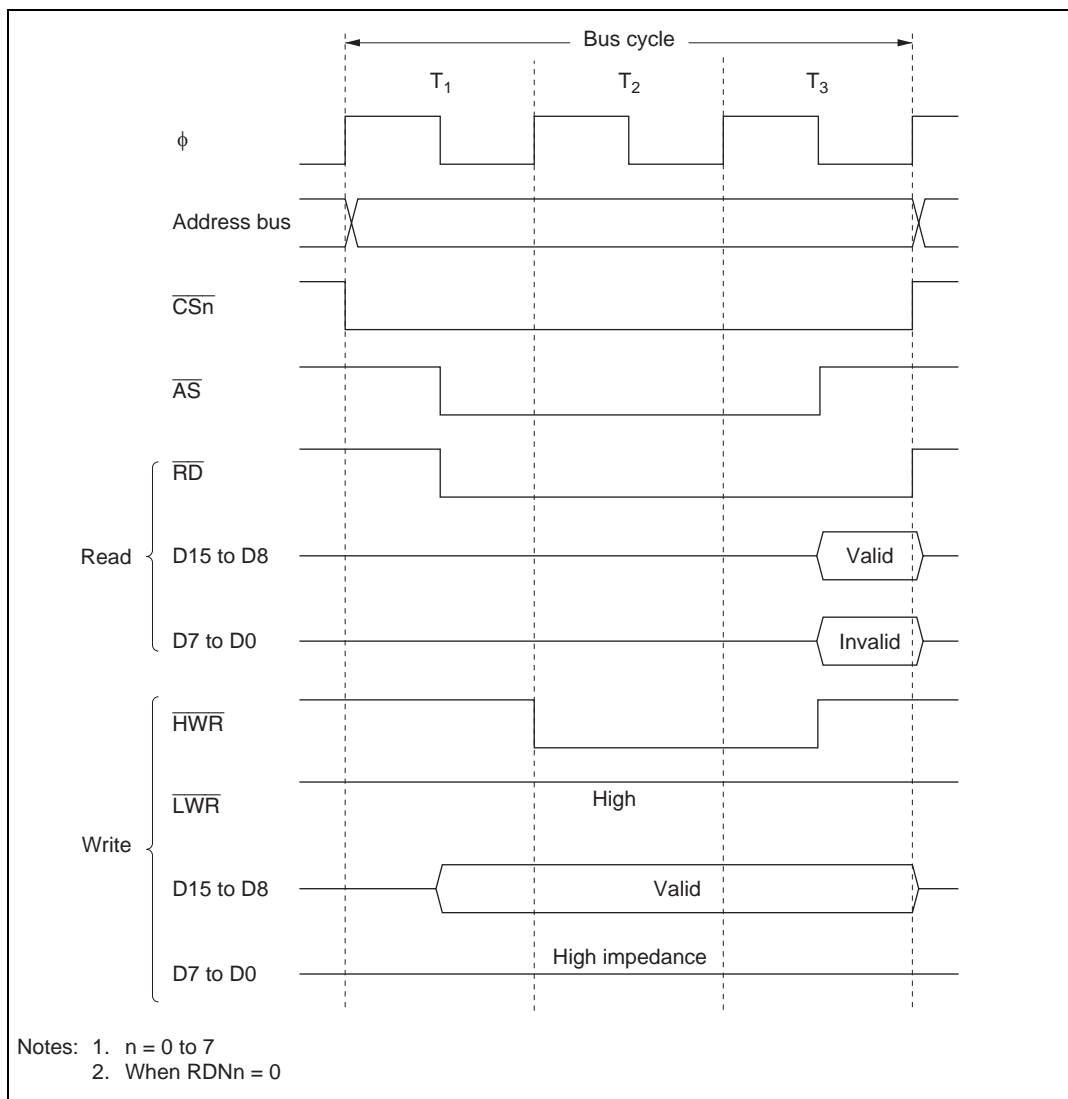 Bus cycle
T1 T2 T3
φ
Address bus
CSn
AS
RD
Read
D15 to D8 Valid
D7 to D0 Invalid
HWR
LWR High
Write
D15 to D8 Valid
D7 to D0 High impedance
Notes: 1. n = 0 to 7
2. When RDNn = 0